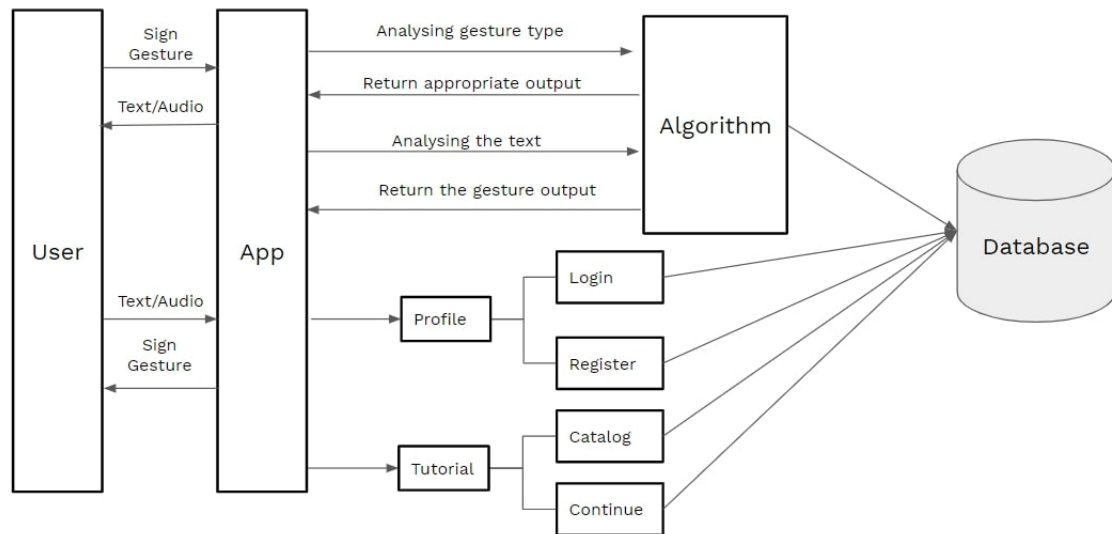 Sign
Gesture
Text/Audio
User
Text/Audio
Sign
Gesture
App
Analysing gesture type
Return appropriate output
Analysing the text
Return the gesture output
Algorithm
Profile
Login
Register
Tutorial
Catalog
Continue
Database